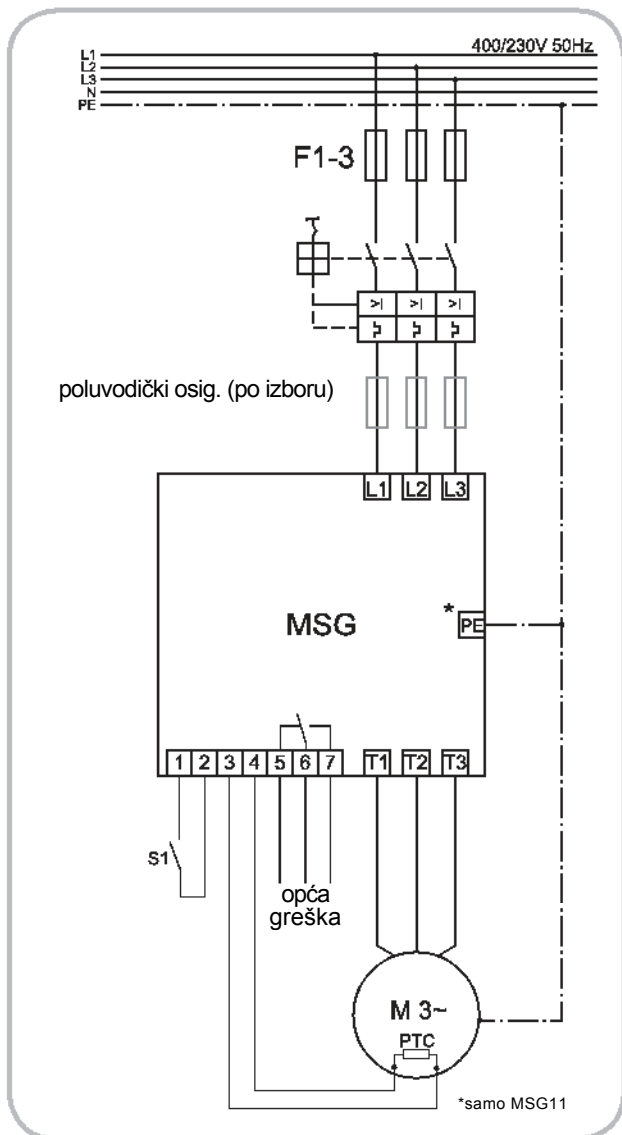 400/230V 50Hz
L1
L2
L3
N
PE
F1-3
>| >| >|
poluvodički osig. (po izboru)
L1 L2 L3
MSG
* PE
1 2 3 4 5 6 7 T1 T2 T3
S1
opća
greška
M 3~
PTC
*samo MSG11